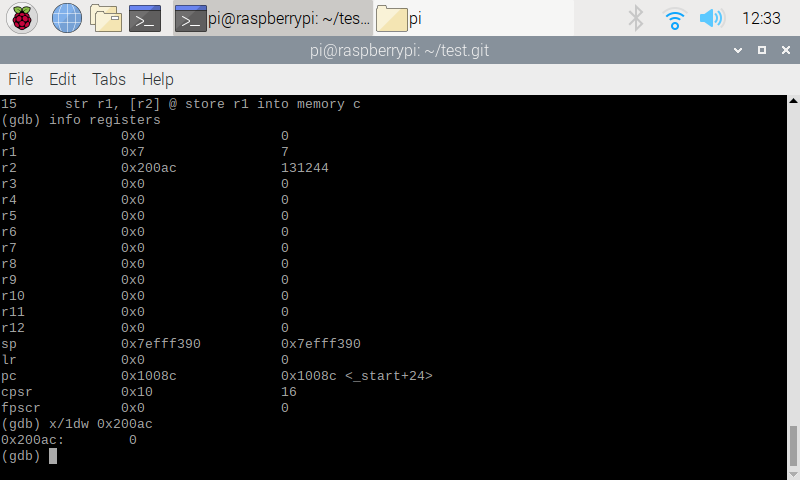 pi@raspberrypi: ~/tes... pi 12:33
pi@raspberrypi: ~/test.git
File Edit Tabs Help
15      str r1, [r2] @ store r1 into memory c
(gdb) info registers
r0             0x0                 0
r1             0x7                 7
r2             0x200ac             131244
r3             0x0                 0
r4             0x0                 0
r5             0x0                 0
r6             0x0                 0
r7             0x0                 0
r8             0x0                 0
r9             0x0                 0
r10            0x0                 0
r11            0x0                 0
r12            0x0                 0
sp             0x7efff390          0x7efff390
lr             0x0                 0
pc             0x1008c             0x1008c <_start+24>
cpsr           0x10                16
fpscr          0x0                 0
(gdb) x/1dw 0x200ac
0x200ac:        0
(gdb)